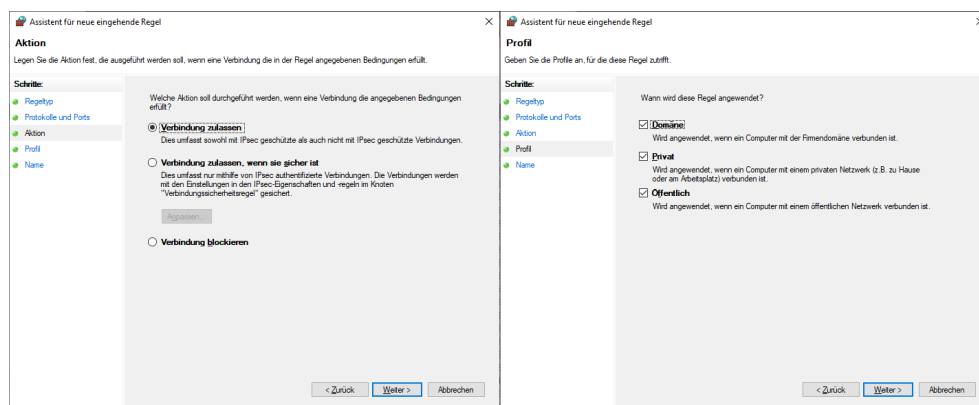 Assistent für neue eingehende Regel
Aktion
Legen Sie die Aktion fest, die ausgeführt werden soll, wenn eine Verbindung die in der Regel angegebenen Bedingungen erfüllt.
Schritte:
Regeltyp
Protokolle und Ports
Aktion
Profil
Name
Welche Aktion soll durchgeführt werden, wenn eine Verbindung die angegebenen Bedingungen
erfüllt?
Verbindung zulassen
Dies umfasst sowohl mit IPsec geschützte als auch nicht mit IPsec geschützte Verbindungen.
Verbindung zulassen, wenn sie sicher ist
Dies umfasst nur mithilfe von IPsec authentifizierte Verbindungen. Die Verbindungen werden
mit den Einstellungen in den IPsec-Eigenschaften und -regeln im Knoten
"Verbindungssicherheitsregel" gesichert.
Anpassen...
Verbindung blockieren
< Zurück
Weiter >
Abbrechen
Assistent für neue eingehende Regel
Profil
Geben Sie die Profile an, für die diese Regel zutrifft.
Schritte:
Regeltyp
Protokolle und Ports
Aktion
Profil
Name
Wann wird diese Regel angewendet?
Domäne
Wird angewendet, wenn ein Computer mit der Firmendomäne verbunden ist.
Privat
Wird angewendet, wenn ein Computer mit einem privaten Netzwerk (z.B. zu Hause
oder am Arbeitsplatz) verbunden ist.
Öffentlich
Wird angewendet, wenn ein Computer mit einem öffentlichen Netzwerk verbunden ist.
< Zurück
Weiter >
Abbrechen